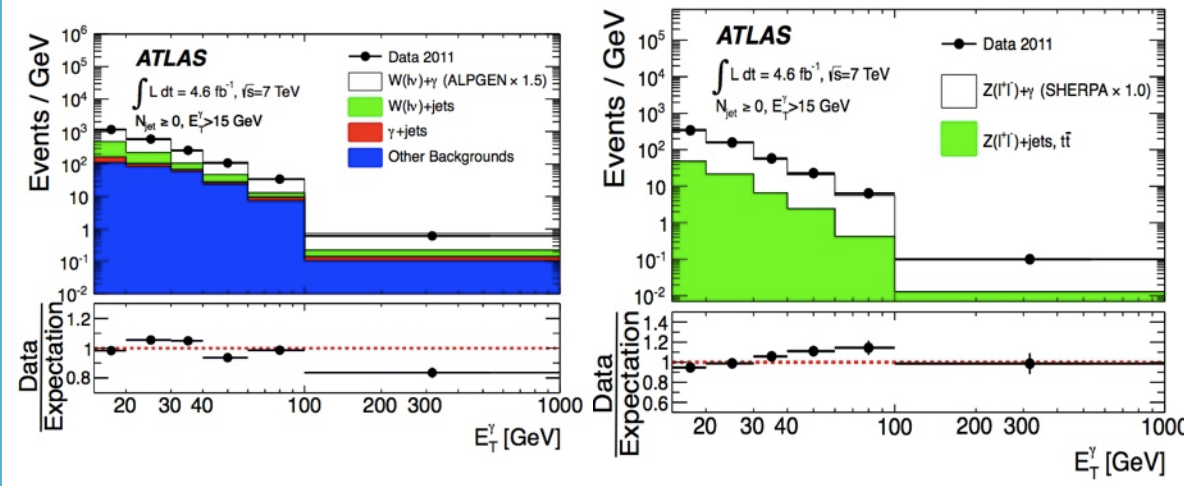 Events / GeV
10⁶
10⁵
10⁴
10³
10²
10
1
10⁻¹
10⁻²
ATLAS
∫ L dt = 4.6 fb⁻¹, √s=7 TeV
N_jet ≥ 0, E_T^γ>15 GeV
Data 2011
W(lν)+γ (ALPGEN × 1.5)
W(lν)+jets
γ+jets
Other Backgrounds
Data
Expectation
1.2
1
0.8
20 30 40 100 200 300 1000
E_T^γ [GeV]
Events / GeV
10⁵
10⁴
10³
10²
10
1
10⁻¹
10⁻²
ATLAS
∫ L dt = 4.6 fb⁻¹, √s=7 TeV
N_jet ≥ 0, E_T^γ>15 GeV
Data 2011
Z(l⁺l⁻)+γ (SHERPA × 1.0)
Z(l⁺l⁻)+jets, tt̄
Data
Expectation
1.4
1.2
1.0
0.8
0.6
20 30 40 100 200 300 1000
E_T^γ [GeV]